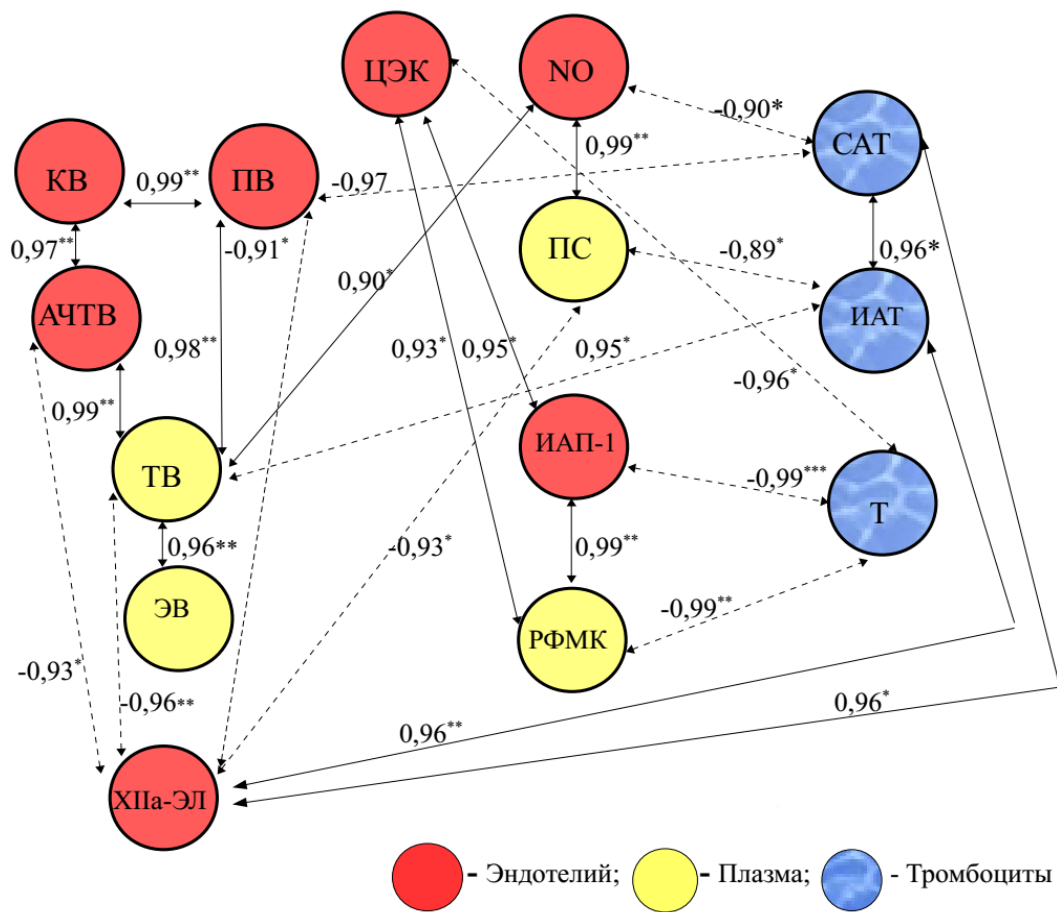 ЦЭК
NO
-0,90*
САТ
КВ
0,99**
ПВ
-0,97
0,99**
0,97**
-0,91*
ПС
-0,89*
0,96*
АЧТВ
0,90*
ИАТ
0,98**
0,93*
0,95*
0,95*
-0,96*
0,99**
ТВ
ИАП-1
-0,99***
Т
0,96**
-0,93*
0,99**
ЭВ
РФМК
-0,99**
-0,93*
-0,96**
0,96**
0,96*
XIIа-ЭЛ
- Эндотелий; - Плазма; - Тромбоциты